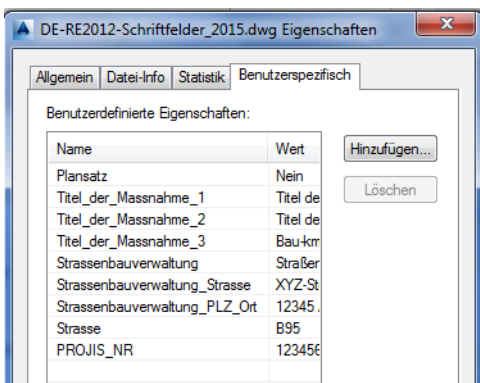 DE-RE2012-Schriftfelder_2015.dwg Eigenschaften
Allgemein Datei-Info Statistik Benutzerspezifisch
Benutzerdefinierte Eigenschaften:
Name Wert Hinzufügen...
Plansatz Nein
Titel_der_Massnahme_1 Titel de Löschen
Titel_der_Massnahme_2 Titel de
Titel_der_Massnahme_3 Bau-km
Strassenbauverwaltung Straßer
Strassenbauverwaltung_Strasse XYZ-St
Strassenbauverwaltung_PLZ_Ort 12345
Strasse B95
PROJIS_NR 123456